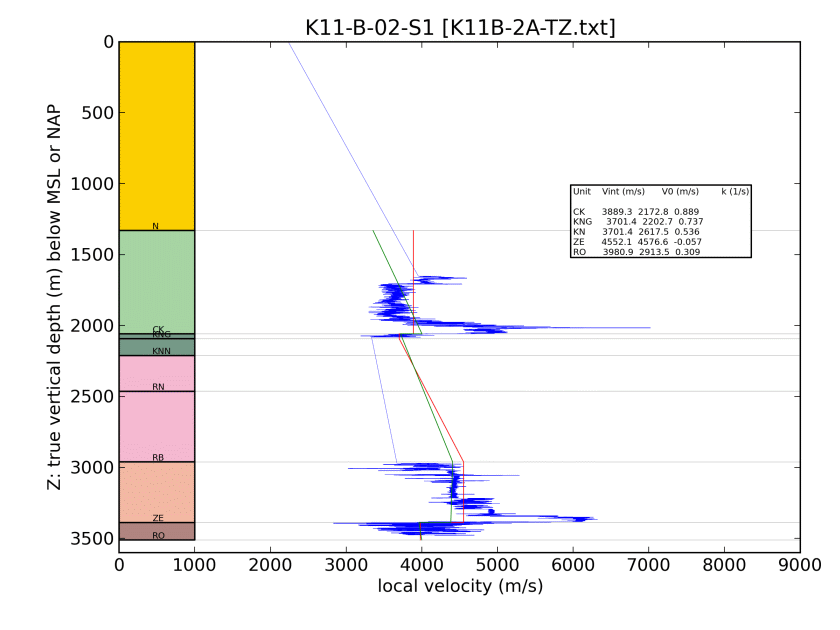 K11-B-02-S1 [K11B-2A-TZ.txt]
0
500
1000
1500
2000
2500
3000
3500
Z: true vertical depth (m) below MSL or NAP
N
CK
KNG
KNN
RN
RB
ZE
RO
Unit Vint (m/s) V0 (m/s) k (1/s)
CK 3889.3 2172.8 0.889
KNG 3701.4 2202.7 0.737
KN 3701.4 2617.5 0.536
ZE 4552.1 4576.6 -0.057
RO 3980.9 2913.5 0.309
0 1000 2000 3000 4000 5000 6000 7000 8000 9000
local velocity (m/s)